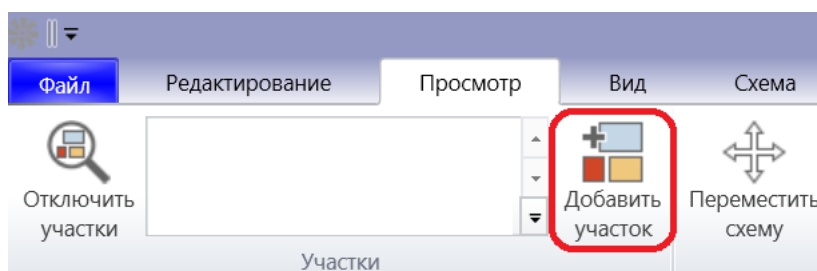 Файл Редактирование Просмотр Вид Схема
Отключить участки
Добавить участок
Переместить схему
Участки